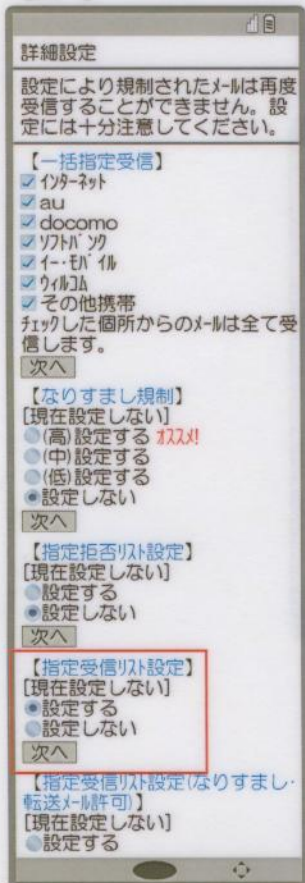 詳細設定
設定により規制されたﾒｰﾙは再度
受信することができません。設
定には十分注意してください。
【一括指定受信】
ｲﾝﾀｰﾈｯﾄ
au
docomo
ｿﾌﾄﾊﾞﾝｸ
ｲｰ･ﾓﾊﾞｲﾙ
ｳｨﾙｺﾑ
その他携帯
ﾁｪｯｸした個所からのﾒｰﾙは全て受
信します。
次へ
【なりすまし規制】
[現在設定しない]
(高)設定する ｵｽｽﾒ!
(中)設定する
(低)設定する
設定しない
次へ
【指定拒否ﾘｽﾄ設定】
[現在設定しない]
設定する
設定しない
次へ
【指定受信ﾘｽﾄ設定】
[現在設定しない]
設定する
設定しない
次へ
【指定受信ﾘｽﾄ設定(なりすまし･
転送ﾒｰﾙ許可)】
[現在設定しない]
設定する